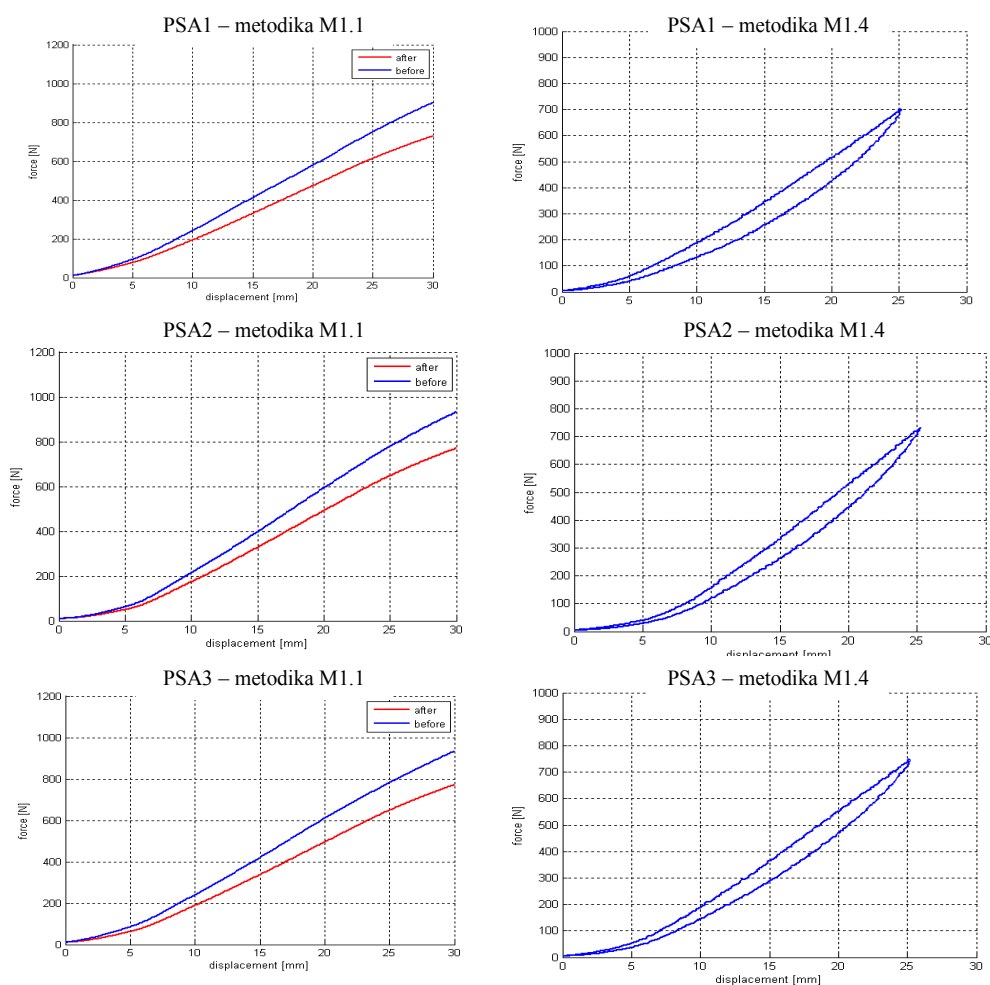 PSA1 – metodika M1.1
1200
1000
800
600
400
200
0
force [N]
after
before
0 5 10 15 20 25 30
displacement [mm]
PSA1 – metodika M1.4
1000
900
800
700
600
500
400
300
200
100
0
force [N]
0 5 10 15 20 25 30
displacement [mm]
PSA2 – metodika M1.1
1200
1000
800
600
400
200
0
force [N]
after
before
0 5 10 15 20 25 30
displacement [mm]
PSA2 – metodika M1.4
1000
900
800
700
600
500
400
300
200
100
0
force [N]
0 5 10 15 20 25 30
displacement [mm]
PSA3 – metodika M1.1
1200
1000
800
600
400
200
0
force [N]
after
before
0 5 10 15 20 25 30
displacement [mm]
PSA3 – metodika M1.4
1000
900
800
700
600
500
400
300
200
100
0
force [N]
0 5 10 15 20 25 30
displacement [mm]